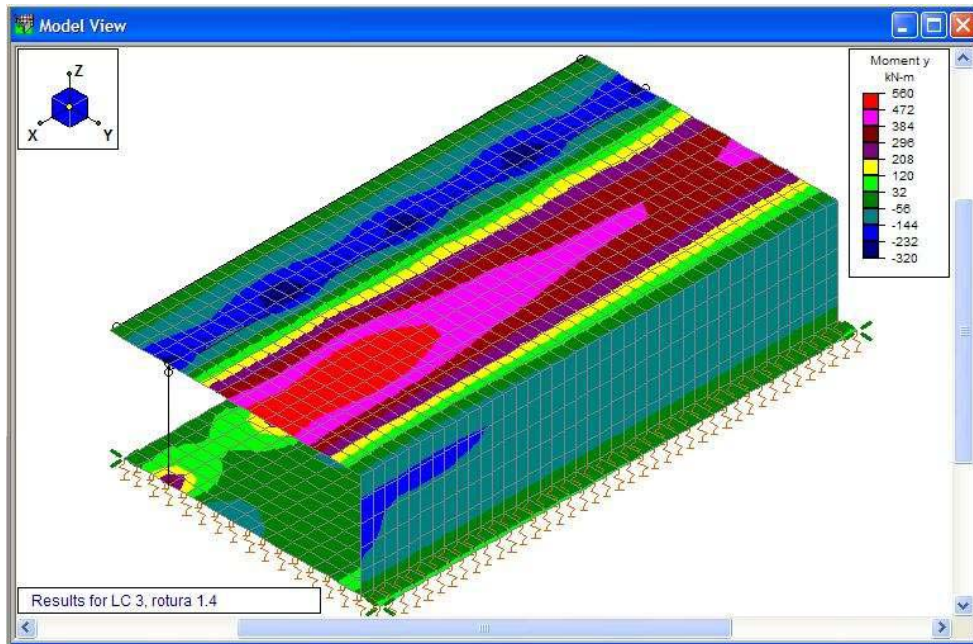 Model View
Z
X
Y
Moment y
kN-m
560
472
384
296
208
120
32
-56
-144
-232
-320
Results for LC 3, rotura 1.4